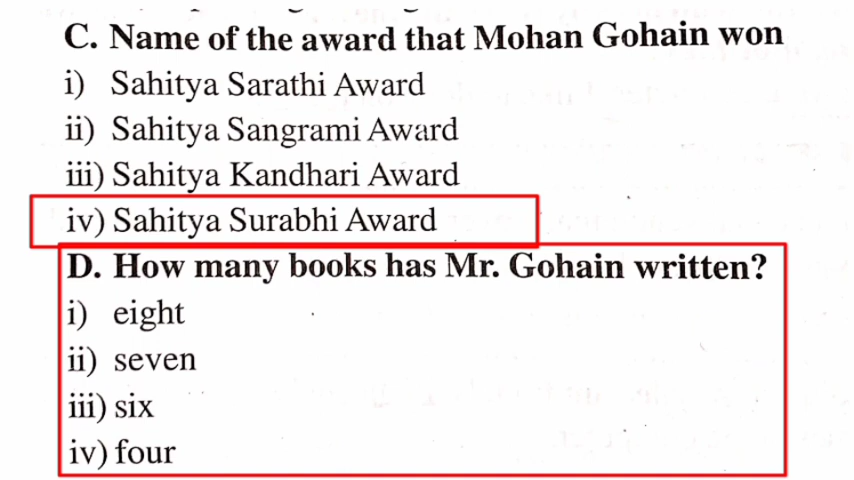 C. Name of the award that Mohan Gohain won
i) Sahitya Sarathi Award
ii) Sahitya Sangrami Award
iii) Sahitya Kandhari Award
iv) Sahitya Surabhi Award
D. How many books has Mr. Gohain written?
i) eight
ii) seven
iii) six
iv) four